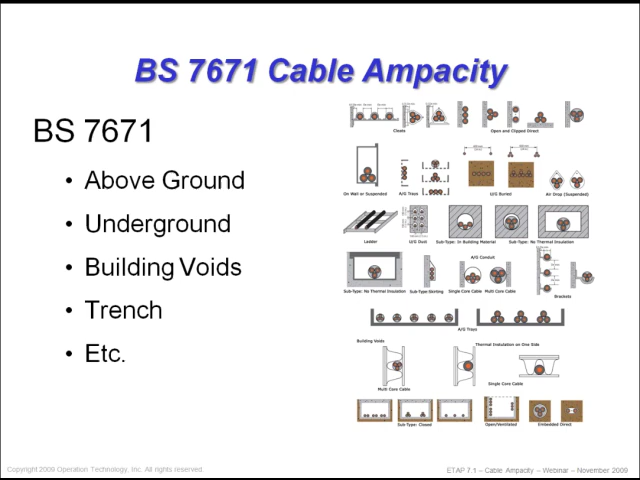 BS 7671 Cable Ampacity
BS 7671
• Above Ground
• Underground
• Building Voids
• Trench
• Etc.
Cleats
Open and Clipped Direct
On Wall or Suspended
A/G Trays
U/G Buried
Air Drop (Suspended)
Ladder
U/G Duct
Sub-Type: In Building Material
Sub-Type: No Thermal Insulation
A/G Conduit
Sub-Type: No Thermal Insulation
Sub-Type-Skirting
Single Core Cable
Multi Core Cable
Brackets
A/G Trays
Building Voids
Thermal Insulation on One Side
Multi Core Cable
Single Core Cable
Sub-Type: Closed
Open/Ventilated
Embedded Direct
Copyright 2009 Operation Technology, Inc. All rights reserved.
ETAP 7.1 – Cable Ampacity – Webinar – November 2009